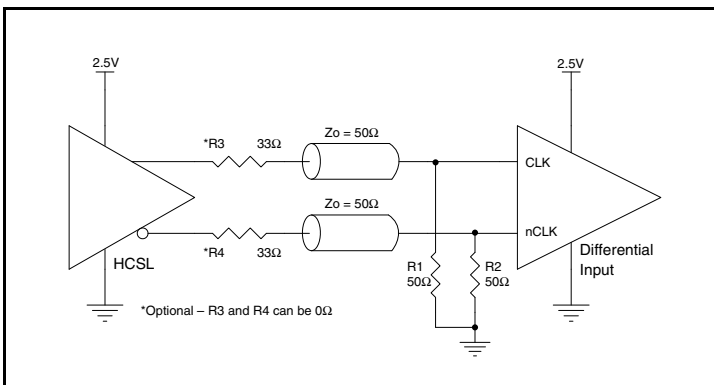 2.5V
2.5V
*R3 33Ω
Zo = 50Ω
CLK
Zo = 50Ω
nCLK
*R4 33Ω
HCSL
R1
50Ω
R2
50Ω
Differential
Input
*Optional – R3 and R4 can be 0Ω